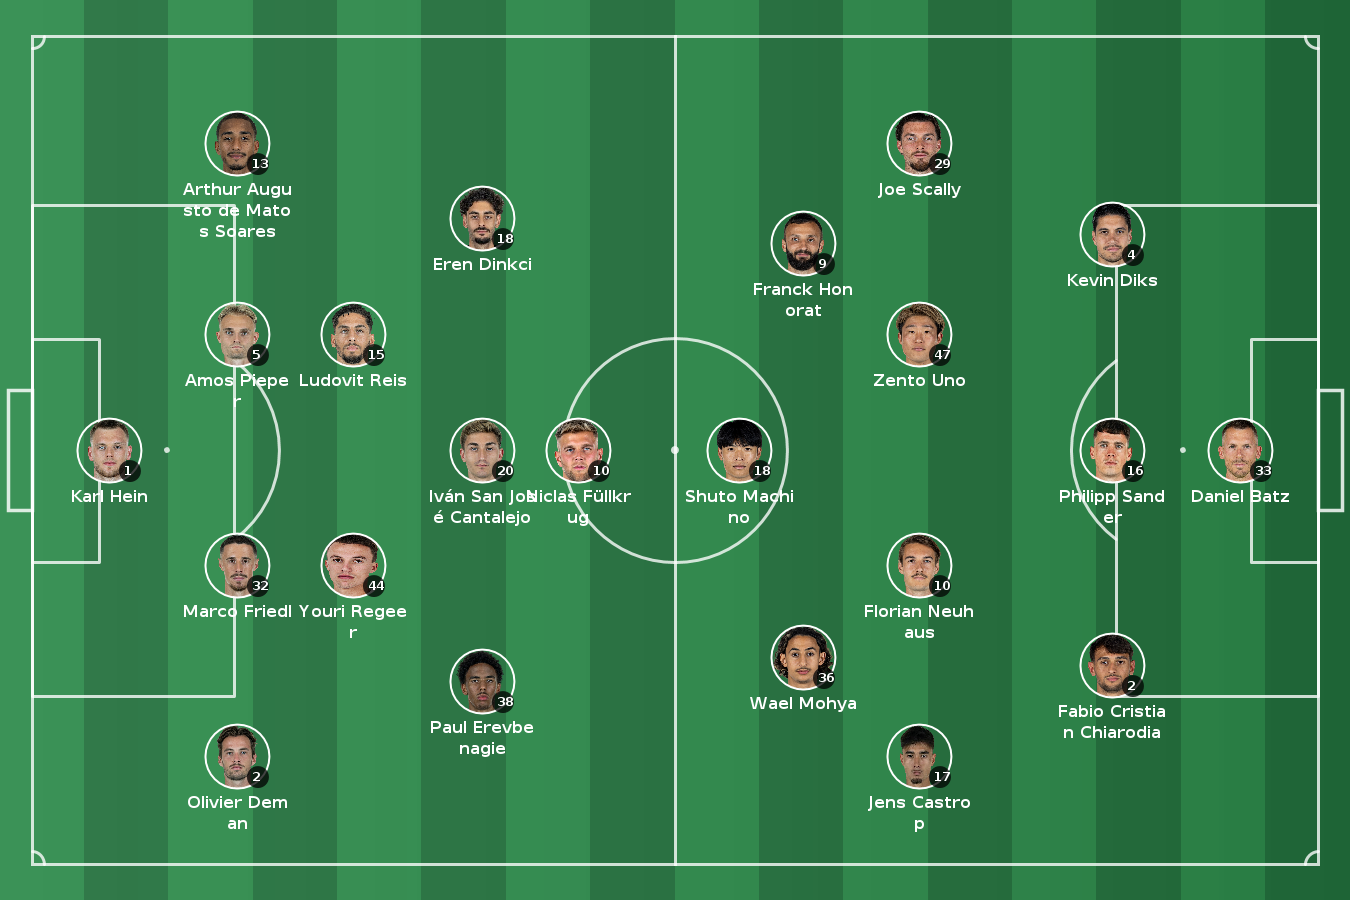 13
Arthur Augu
sto de Mato
s Soares
29
Joe Scally
18
Eren Dinkci
9
Franck Hon
orat
4
Kevin Diks
5
Amos Piepe
r
15
Ludovit Reis
47
Zento Uno
1
Karl Hein
20
Iván San Jos
é Cantalejo
10
Niclas Füllkr
ug
18
Shuto Machi
no
16
Philipp Sand
er
33
Daniel Batz
32
Marco Friedl
44
Youri Regee
r
10
Florian Neuh
aus
38
Paul Erevbe
nagie
36
Wael Mohya
2
Fabio Cristia
n Chiarodia
2
Olivier Dem
an
17
Jens Castro
p